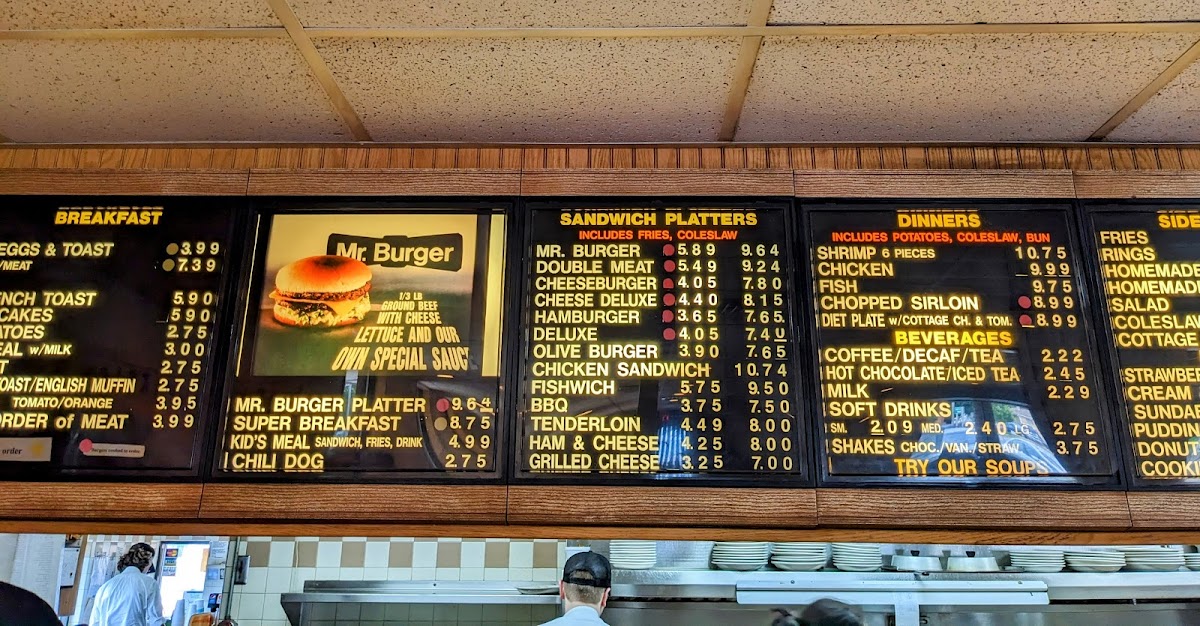 BREAKFAST
EGGS & TOAST 3.99
/MEAT 7.39
NCH TOAST 5.90
CAKES 5.90
ATOES 2.75
EAL W/MILK 3.00
T 2.75
OAST/ENGLISH MUFFIN 2.75
TOMATO/ORANGE 3.95
ORDER of MEAT 3.99
order
Mr. Burger
1/3 LB
GROUND BEEF
WITH CHEESE
LETTUCE AND OUR
OWN SPECIAL SAUCE
MR. BURGER PLATTER 9.64
SUPER BREAKFAST 8.75
KID'S MEAL SANDWICH, FRIES, DRINK 4.99
CHILI DOG 2.75
SANDWICH PLATTERS
INCLUDES FRIES, COLESLAW
MR. BURGER 5.89 9.64
DOUBLE MEAT 5.49 9.24
CHEESEBURGER 4.05 7.80
CHEESE DELUXE 4.40 8.15
HAMBURGER 3.65 7.65
DELUXE 4.05 7.40
OLIVE BURGER 3.90 7.65
CHICKEN SANDWICH 10.74
FISHWICH 5.75 9.50
BBQ 3.75 7.50
TENDERLOIN 4.49 8.00
HAM & CHEESE 4.25 8.00
GRILLED CHEESE 3.25 7.00
DINNERS
INCLUDES POTATOES, COLESLAW, BUN
SHRIMP 6 PIECES 10.75
CHICKEN 9.99
FISH 9.75
CHOPPED SIRLOIN 8.99
DIET PLATE W/COTTAGE CH. & TOM. 8.99
BEVERAGES
COFFEE/DECAF/TEA 2.22
HOT CHOCOLATE/ICED TEA 2.45
MILK 2.29
SOFT DRINKS
SM. 2.09 MED. 2.40 LG 2.75
SHAKES CHOC. VAN./STRAW 3.75
TRY OUR SOUPS
SIDE
FRIES
RINGS
HOMEMADE
HOMEMADE
SALAD
COLESLAW
COTTAGE
STRAWBER
CREAM
SUNDA
PUDDIN
DONUT
COOKI